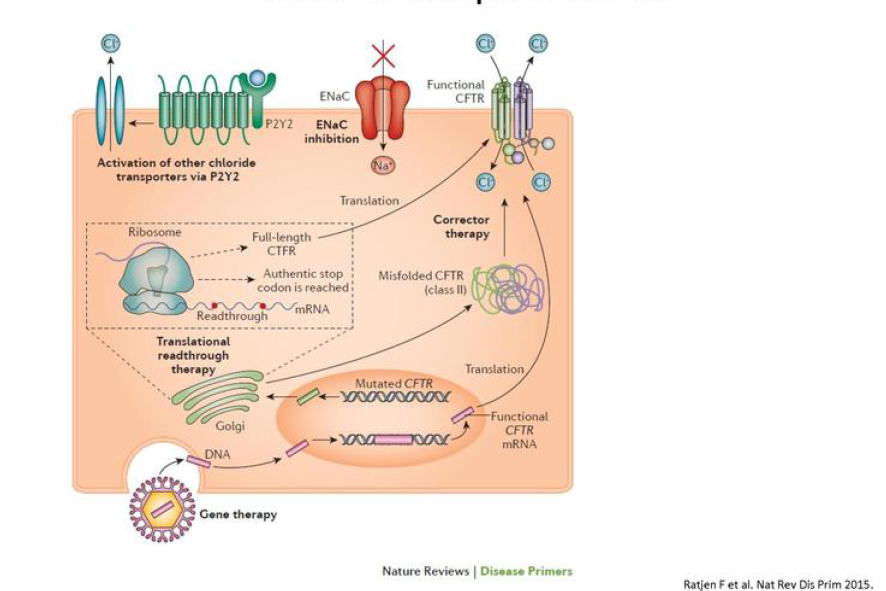 Cl-
Cl-
Cl-
Functional
CFTR
ENaC
P2Y2
ENaC
inhibition
Na+
Activation of other chloride
transporters via P2Y2
Cl-
Cl-
Translation
Corrector
therapy
Ribosome
Full-length
CTFR
Authentic stop
codon is reached
Misfolded CFTR
(class II)
mRNA
Readthrough
Translational
readthrough
therapy
Translation
Mutated CFTR
Golgi
Functional
CFTR
mRNA
DNA
Gene therapy
Nature Reviews | Disease Primers
Ratjen F et al. Nat Rev Dis Prim 2015.